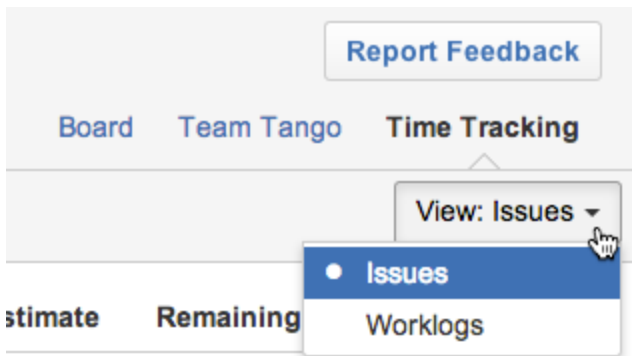 Report Feedback
Board Team Tango Time Tracking
View: Issues
Issues
stimate Remaining
Worklogs